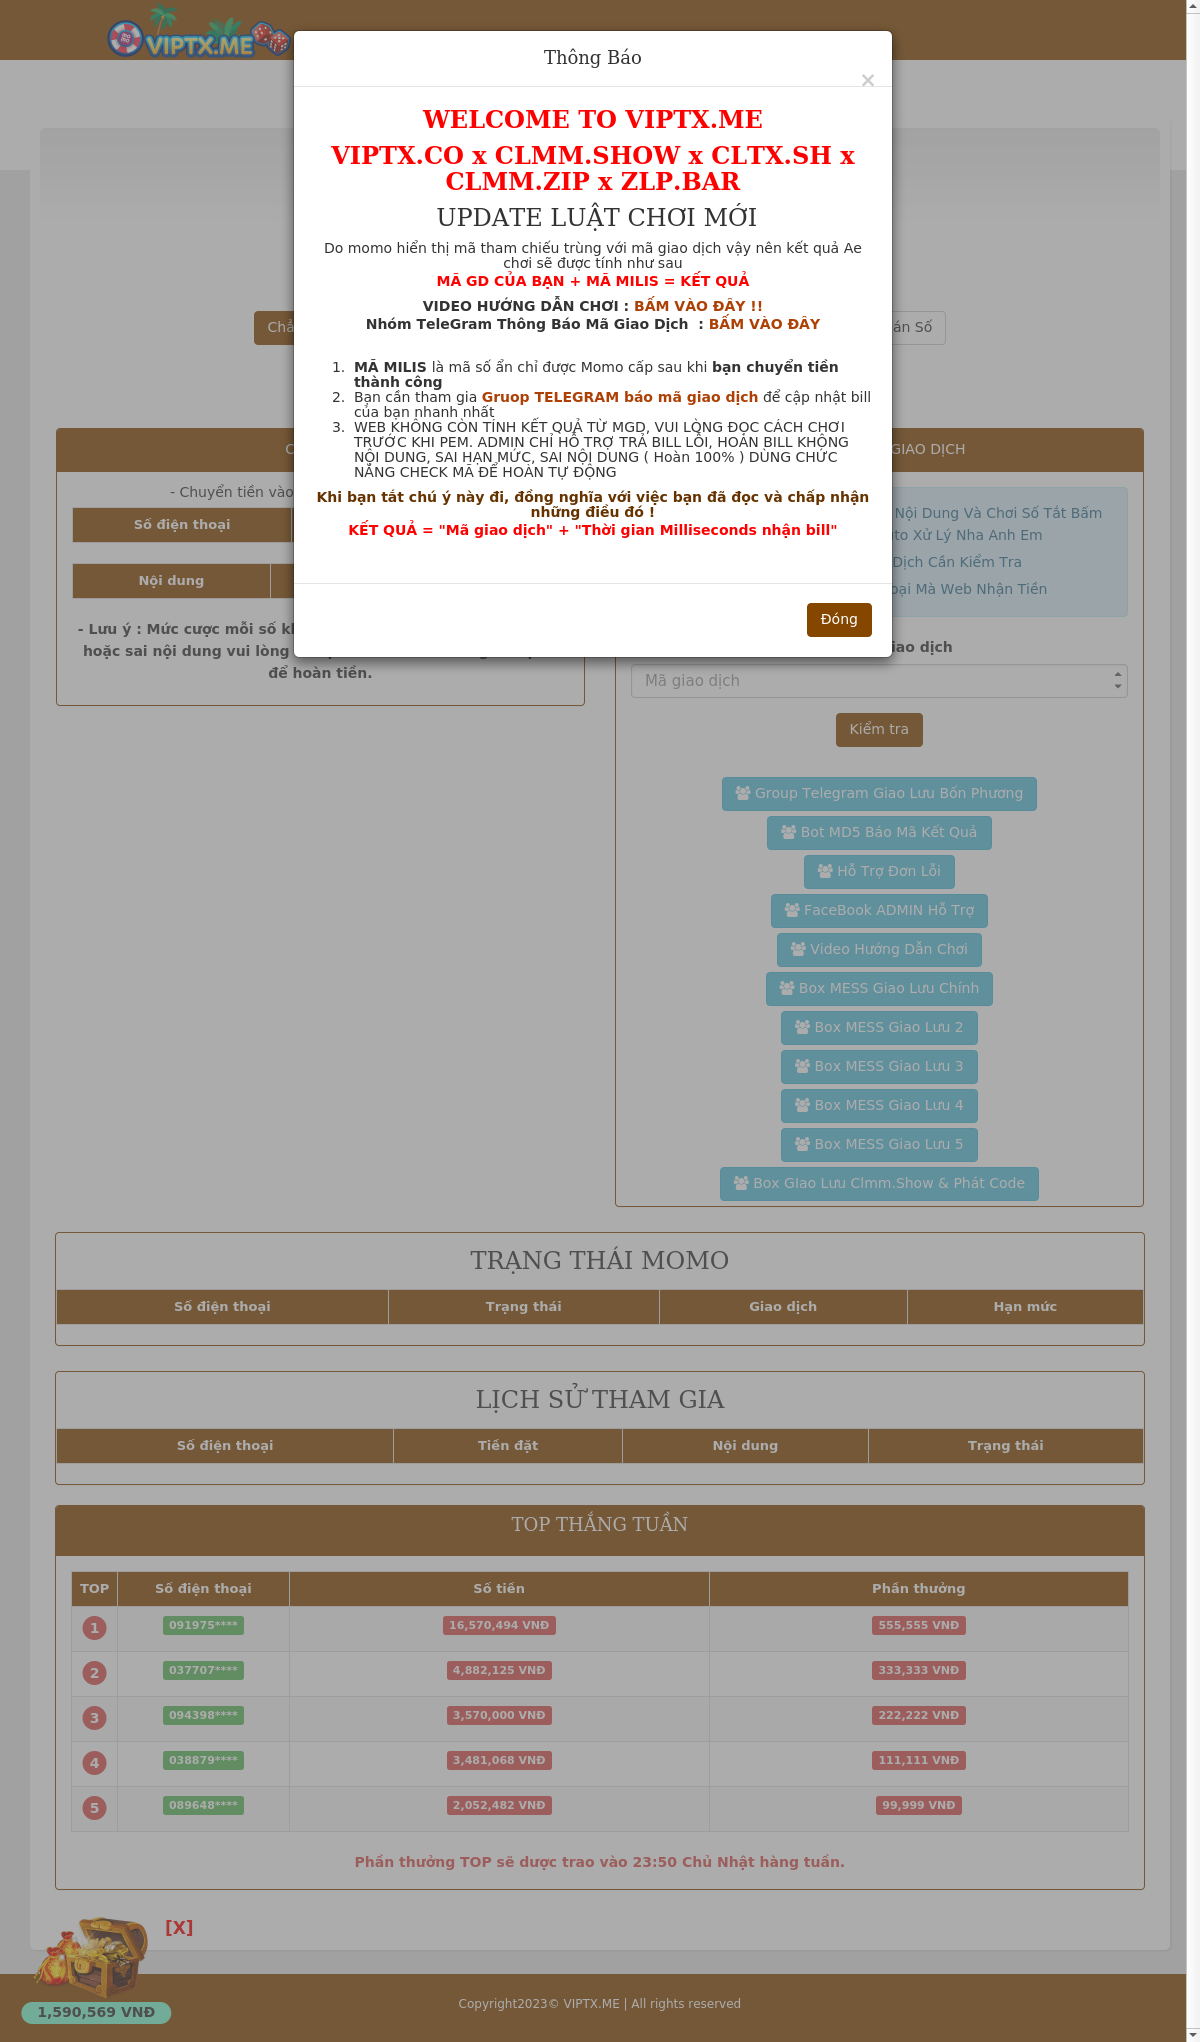 VIPTX.ME
Thông Báo
×
WELCOME TO VIPTX.ME
VIPTX.CO x CLMM.SHOW x CLTX.SH x
CLMM.ZIP x ZLP.BAR
UPDATE LUẬT CHƠI MỚI
Do momo hiển thị mã tham chiếu trùng với mã giao dịch vậy nên kết quả Ae
chơi sẽ được tính như sau
MÃ GD CỦA BẠN + MÃ MILIS = KẾT QUẢ
VIDEO HƯỚNG DẪN CHƠI : BẤM VÀO ĐÂY !!
Nhóm TeleGram Thông Báo Mã Giao Dịch : BẤM VÀO ĐÂY
1. MÃ MILIS là mã số ẩn chỉ được Momo cấp sau khi bạn chuyển tiền
thành công
2. Bạn cần tham gia Gruop TELEGRAM báo mã giao dịch để cập nhật bill
của bạn nhanh nhất
3. WEB KHÔNG CÒN TÍNH KẾT QUẢ TỪ MGD, VUI LÒNG ĐỌC CÁCH CHƠI
TRƯỚC KHI PEM. ADMIN CHỈ HỖ TRỢ TRẢ BILL LỖI, HOÀN BILL KHÔNG
NỘI DUNG, SAI HẠN MỨC, SAI NỘI DUNG ( Hoàn 100% ) DÙNG CHỨC
NĂNG CHECK MÃ ĐỂ HOÀN TỰ ĐỘNG
Khi bạn tắt chú ý này đi, đồng nghĩa với việc bạn đã đọc và chấp nhận
những điều đó !
KẾT QUẢ = "Mã giao dịch" + "Thời gian Milliseconds nhận bill"
Đóng
Số
GIAO DỊCH
- Chuyển tiền vào
Số điện thoại
Nội dung
- Lưu ý : Mức cược mỗi số
hoặc sai nội dung vui lòng
để hoàn tiền.
Nội Dung Và Chơi Số Tắt Bấm
Xử Lý Nha Anh Em
Dịch Cần Kiểm Tra
Mà Web Nhận Tiền
dịch
Mã giao dịch
Kiểm tra
Group Telegram Giao Lưu Bốn Phương
Bot MD5 Báo Mã Kết Quả
Hỗ Trợ Đơn Lỗi
FaceBook ADMIN Hỗ Trợ
Video Hướng Dẫn Chơi
Box MESS Giao Lưu Chính
Box MESS Giao Lưu 2
Box MESS Giao Lưu 3
Box MESS Giao Lưu 4
Box MESS Giao Lưu 5
Box GIao Lưu Clmm.Show & Phát Code
TRẠNG THÁI MOMO
Số điện thoại Trạng thái Giao dịch Hạn mức
LỊCH SỬ THAM GIA
Số điện thoại Tiền đặt Nội dung Trạng thái
TOP THẮNG TUẦN
TOP Số điện thoại Số tiền Phần thưởng
1 091975**** 16,570,494 VNĐ 555,555 VNĐ
2 037707**** 4,882,125 VNĐ 333,333 VNĐ
3 094398**** 3,570,000 VNĐ 222,222 VNĐ
4 038879**** 3,481,068 VNĐ 111,111 VNĐ
5 089648**** 2,052,482 VNĐ 99,999 VNĐ
Phần thưởng TOP sẽ dược trao vào 23:50 Chủ Nhật hàng tuần.
[X]
1,590,569 VNĐ
Copyright2023© VIPTX.ME | All rights reserved